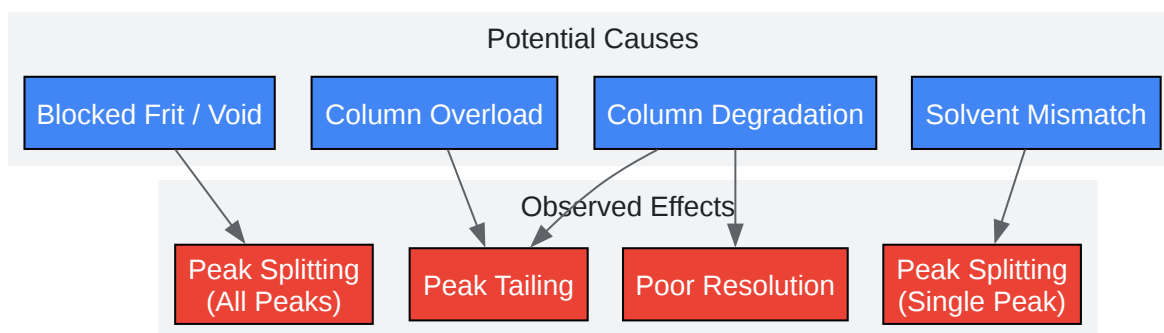 Potential Causes
Blocked Frit / Void
Column Overload
Column Degradation
Solvent Mismatch
Observed Effects
Peak Splitting
(All Peaks)
Peak Tailing
Poor Resolution
Peak Splitting
(Single Peak)